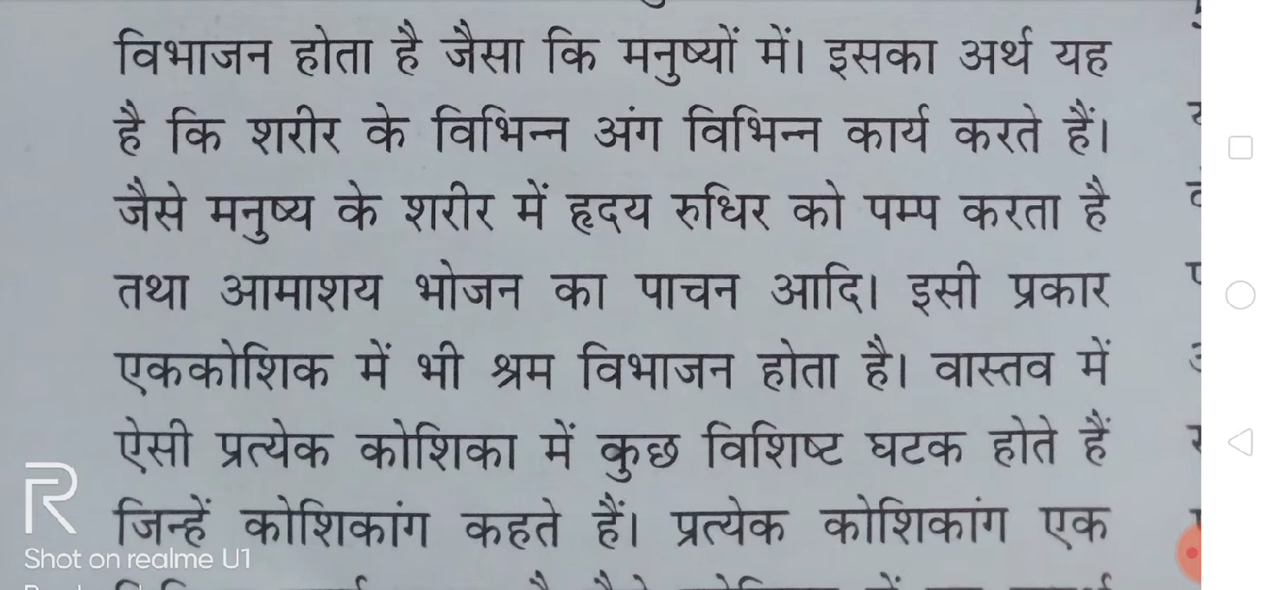 विभाजन होता है जैसा कि मनुष्यों में। इसका अर्थ यह
है कि शरीर के विभिन्न अंग विभिन्न कार्य करते हैं।
जैसे मनुष्य के शरीर में हृदय रुधिर को पम्प करता है
तथा आमाशय भोजन का पाचन आदि। इसी प्रकार
एककोशिक में भी श्रम विभाजन होता है। वास्तव में
ऐसी प्रत्येक कोशिका में कुछ विशिष्ट घटक होते हैं
जिन्हें कोशिकांग कहते हैं। प्रत्येक कोशिकांग एक
R
Shot on realme U1